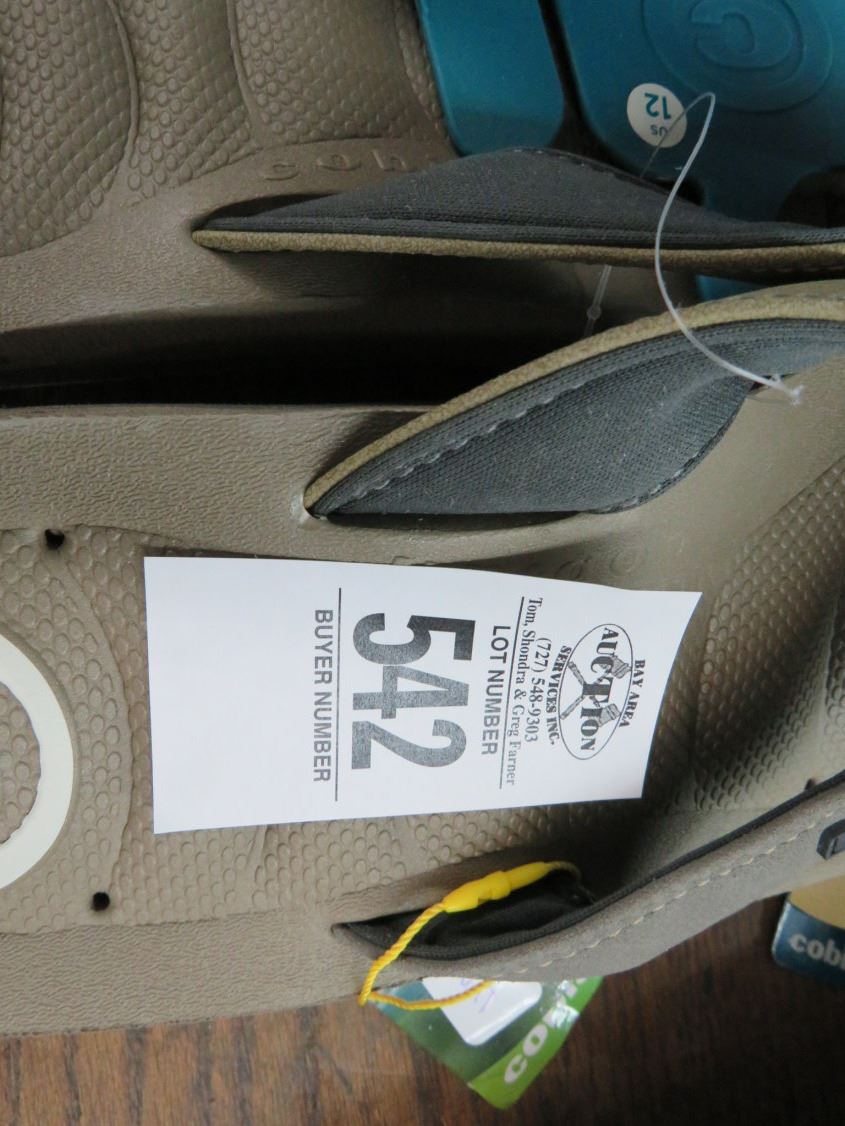 US
12
BAY AREA
AUCTION
SERVICES INC.
(727) 548-9303
Tom, Shondra & Greg Farner
LOT NUMBER
542
BUYER NUMBER